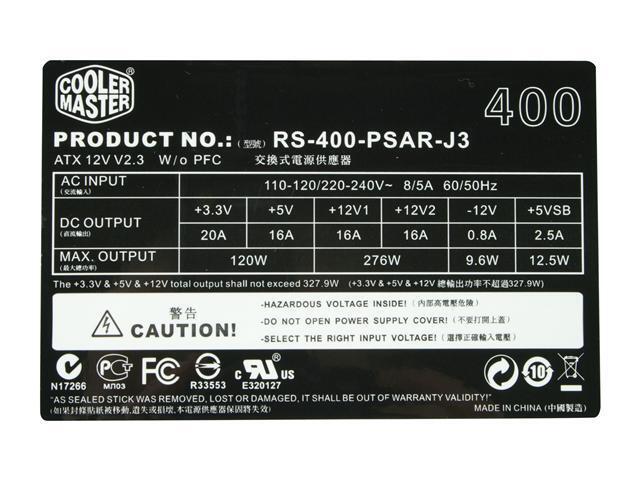 COOLER MASTER®
400
PRODUCT NO.: (型號) RS-400-PSAR-J3
ATX 12V V2.3 W/o PFC 交換式電源供應器
AC INPUT (交流輸入) 110-120/220-240V~ 8/5A 60/50Hz
DC OUTPUT (直流輸出) +3.3V +5V +12V1 +12V2 -12V +5VSB
20A 16A 16A 16A 0.8A 2.5A
MAX. OUTPUT (最大總功率) 120W 276W 9.6W 12.5W
The +3.3V & +5V & +12V total output shall not exceed 327.9W (+3.3V & +5V & +12V 總輸出功率不超過327.9W)
警告
CAUTION!
-HAZARDOUS VOLTAGE INSIDE! (內部高電壓危險)
-DO NOT OPEN POWER SUPPLY COVER! (不要打開上蓋)
-SELECT THE RIGHT INPUT VOLTAGE! (選擇正確輸入電壓)
N17266 МЛ03 FC R33553 c RU US E320127 10
"AS SEALED STICK WAS REMOVED, DAMAGED OR LOST, IT SHALL BE OUT OF WARRANTY"
(如果封條貼紙被移動,遺失或損壞,本電源供應器保固將失效)
MADE IN CHINA (中國製造)